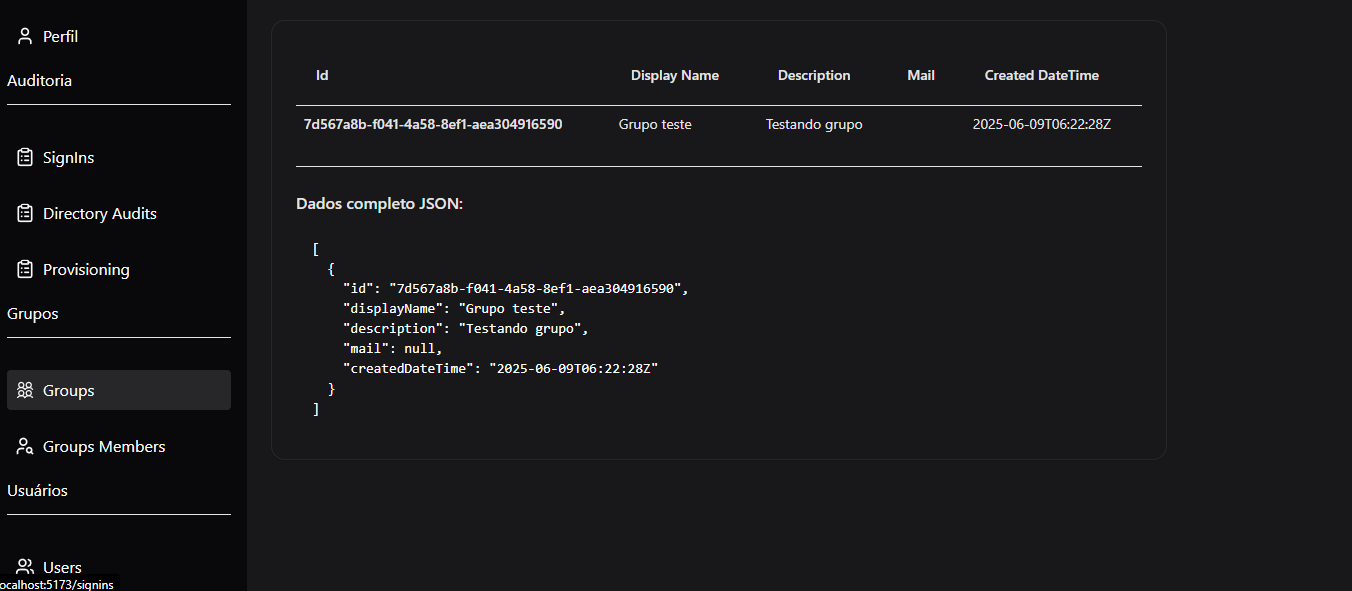 Perfil
Auditoria
SignIns
Directory Audits
Provisioning
Grupos
Groups
Groups Members
Usuários
Users
ocalhost:5173/signins
Id Display Name Description Mail Created DateTime
7d567a8b-f041-4a58-8ef1-aea304916590 Grupo teste Testando grupo 2025-06-09T06:22:28Z
Dados completo JSON:
[
{
"id": "7d567a8b-f041-4a58-8ef1-aea304916590",
"displayName": "Grupo teste",
"description": "Testando grupo",
"mail": null,
"createdDateTime": "2025-06-09T06:22:28Z"
}
]